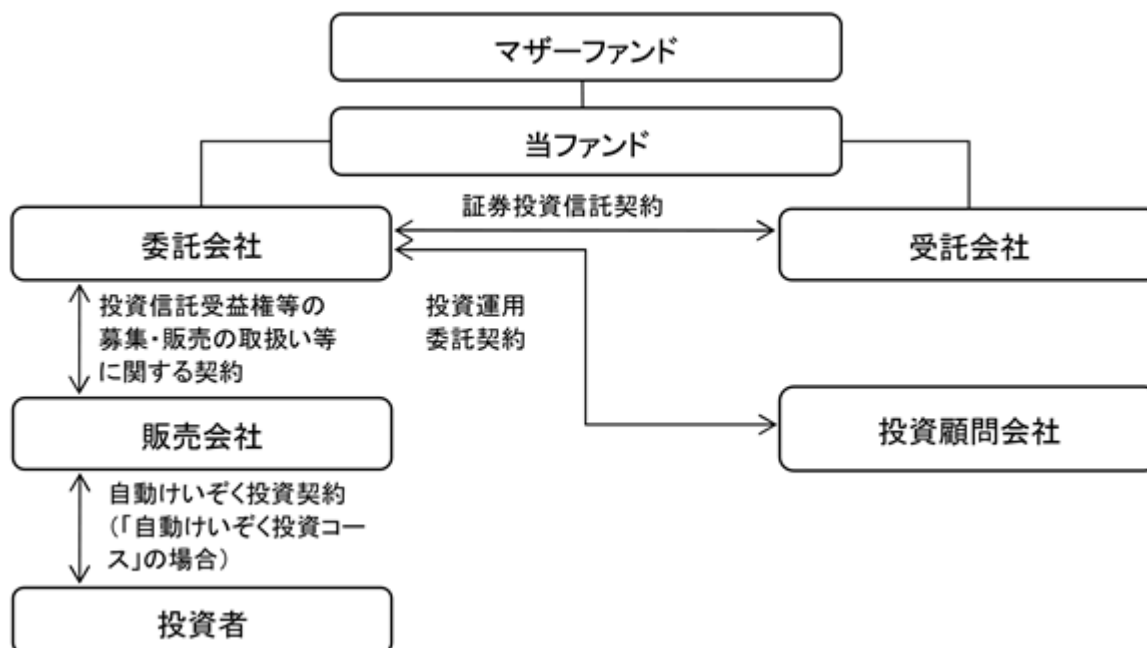 マザーファンド
当ファンド
証券投資信託契約
委託会社
受託会社
投資信託受益権等の
募集・販売の取扱い等
に関する契約
投資運用
委託契約
販売会社
投資顧問会社
自動けいぞく投資契約
(「自動けいぞく投資コー
ス」の場合)
投資者